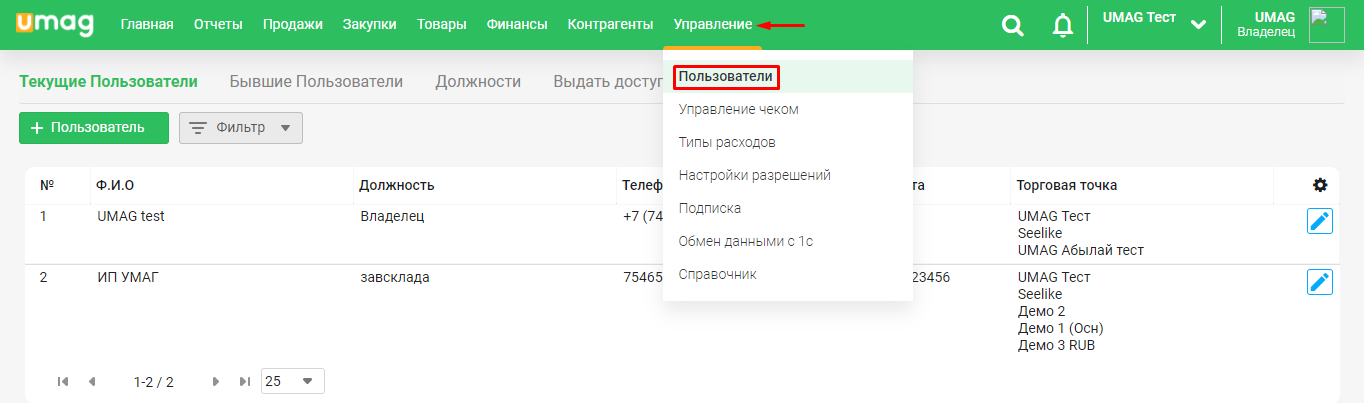 umag Главная Отчеты Продажи Закупки Товары Финансы Контрагенты Управление UMAG Тест UMAG
Владелец
Текущие Пользователи Бывшие Пользователи Должности Выдать доступ
+ Пользователь Фильтр
Пользователи
Управление чеком
Типы расходов
Настройки разрешений
Подписка
Обмен данными с 1с
Справочник
№ Ф.И.О Должность Телеф та Торговая точка
1 UMAG test Владелец +7 (74 UMAG Тест
Seelike
UMAG Абылай тест
2 ИП УМАГ завсклада 75465 23456 UMAG Тест
Seelike
Демо 2
Демо 1 (Осн)
Демо 3 RUB
1-2 / 2 25